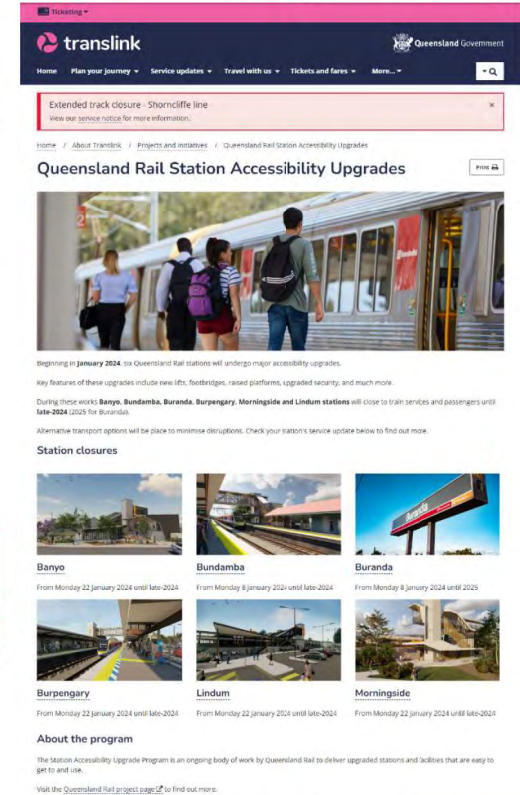 Ticketing
translink
Queensland Government
Home Plan your journey Service updates Travel with us Tickets and fares More...
Extended track closure - Shorncliffe line
View our service notice for more information.
Home / About Translink / Projects and initiatives / Queensland Rail Station Accessibility Upgrades
Queensland Rail Station Accessibility Upgrades
Print
Beginning in January 2024, six Queensland Rail stations will undergo major accessibility upgrades.
Key features of these upgrades include new lifts, footbridges, raised platforms, upgraded security, and much more.
During these works Banyo, Bundamba, Buranda, Burpengary, Morningside and Lindum stations will close to train services and passengers until
late-2024 (2025 for Buranda).
Alternative transport options will be place to minimise disruptions. Check your station's service update below to find out more.
Station closures
Buranda
Banyo Bundamba Buranda
From Monday 22 January 2024 until late-2024 From Monday 8 January 2024 until late-2024 From Monday 8 January 2024 until 2025
Burpengary Lindum Morningside
From Monday 22 January 2024 until late-2024 From Monday 22 January 2024 until late-2024 From Monday 22 January 2024 until late-2024
About the program
The Station Accessibility Upgrade Program is an ongoing body of work by Queensland Rail to deliver upgraded stations and facilities that are easy to
get to and use.
Visit the Queensland Rail project page to find out more.